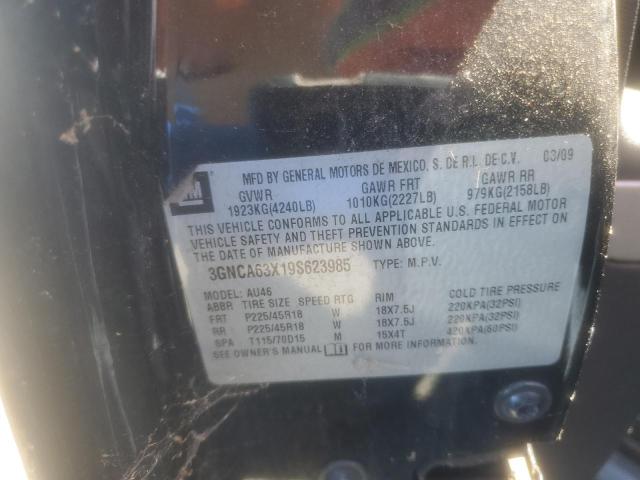 MFD BY GENERAL MOTORS DE MEXICO, S. DE R.L. DE C.V. 03/09
GM GVWR GAWR FRT GAWR RR
1923KG(4240LB) 1010KG(2227LB) 979KG(2158LB)
THIS VEHICLE CONFORMS TO ALL APPLICABLE U.S. FEDERAL MOTOR
VEHICLE SAFETY AND THEFT PREVENTION STANDARDS IN EFFECT ON
THE DATE OF MANUFACTURE SHOWN ABOVE.
3GNCA63X19S623985 TYPE: M.P.V.
MODEL: AU46
ABBR TIRE SIZE SPEED RTG RIM COLD TIRE PRESSURE
FRT P225/45R18 W 18X7.5J 220KPA(32PSI)
RR P225/45R18 W 18X7.5J 220KPA(32PSI)
SPA T115/70D15 M 15X4T 420KPA(60PSI)
SEE OWNER'S MANUAL FOR MORE INFORMATION.